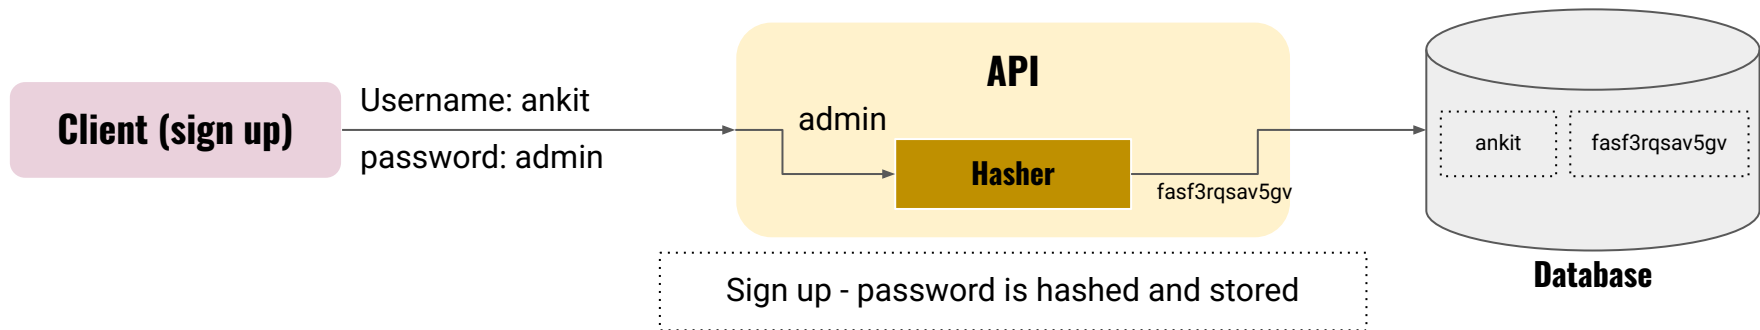 Client (sign up)
Username: ankit
password: admin
API
admin
Hasher
fasf3rqsav5gv
ankit
fasf3rqsav5gv
Database
Sign up - password is hashed and stored